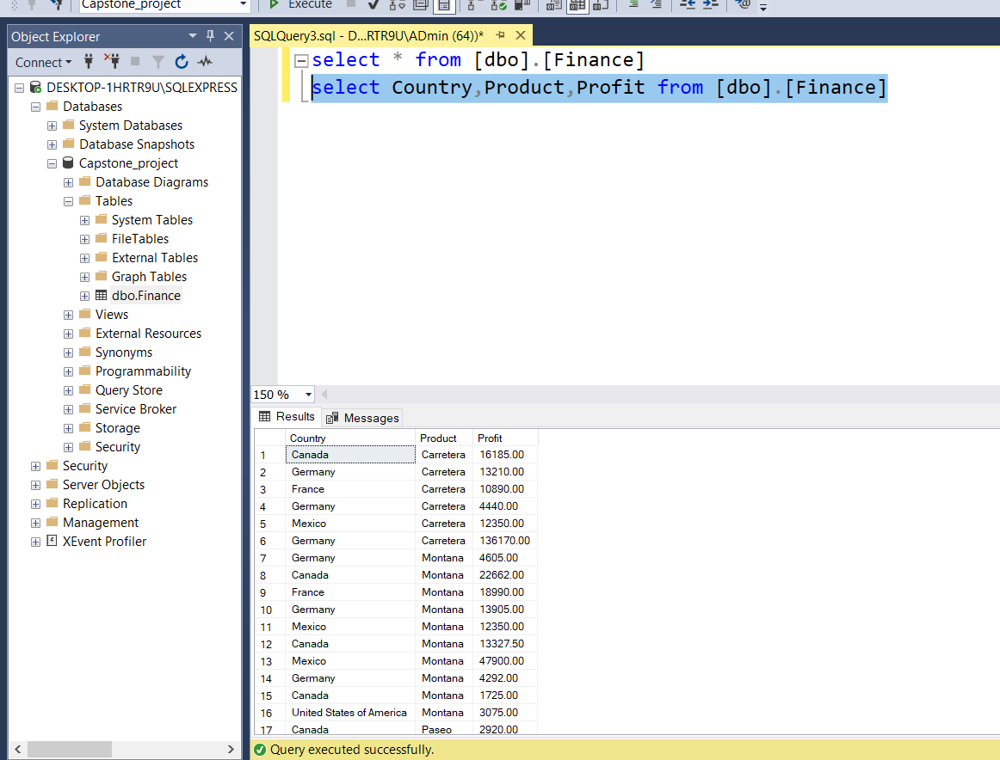 Capstone_project
Execute
Object Explorer
SQLQuery3.sql - D...RTR9U\ADmin (64))*
Connect
select * from [dbo].[Finance]
select Country,Product,Profit from [dbo].[Finance]
DESKTOP-1HRTR9U\SQLEXPRESS
Databases
System Databases
Database Snapshots
Capstone_project
Database Diagrams
Tables
System Tables
FileTables
External Tables
Graph Tables
dbo.Finance
Views
External Resources
Synonyms
Programmability
Query Store
Service Broker
Storage
Security
Security
Server Objects
Replication
Management
XEvent Profiler
150 %
Results Messages
Country Product Profit
1 Canada Carretera 16185.00
2 Germany Carretera 13210.00
3 France Carretera 10890.00
4 Germany Carretera 4440.00
5 Mexico Carretera 12350.00
6 Germany Carretera 136170.00
7 Germany Montana 4605.00
8 Canada Montana 22662.00
9 France Montana 18990.00
10 Germany Montana 13905.00
11 Mexico Montana 12350.00
12 Canada Montana 13327.50
13 Mexico Montana 47900.00
14 Germany Montana 4292.00
15 Canada Montana 1725.00
16 United States of America Montana 3075.00
17 Canada Paseo 2920.00
Query executed successfully.